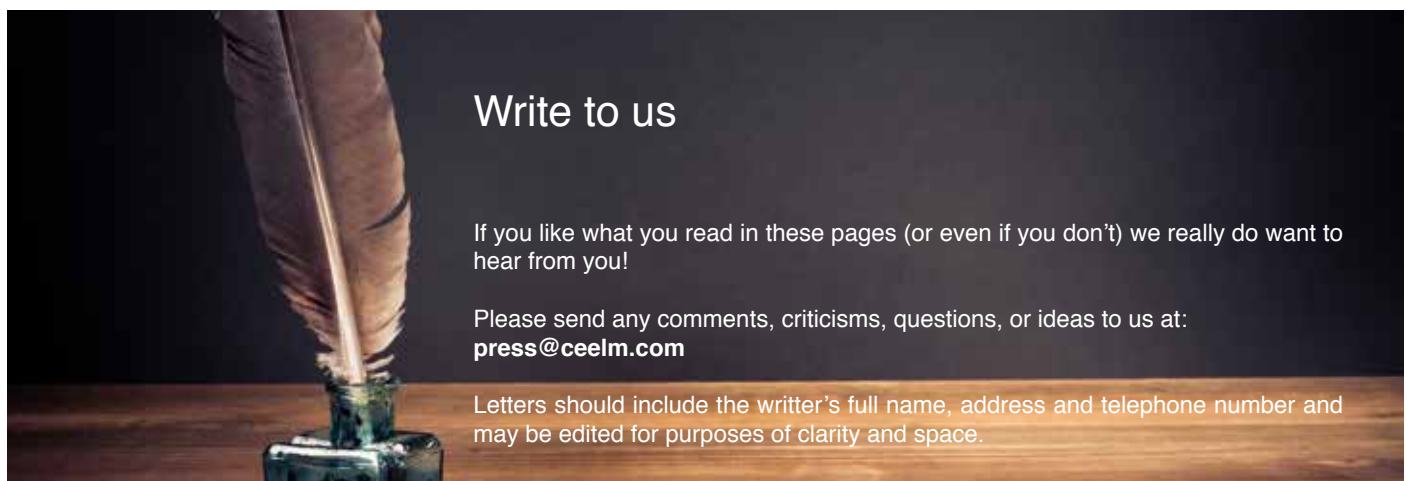 Write to us
If you like what you read in these pages (or even if you don't) we really do want to
hear from you!
Please send any comments, criticisms, questions, or ideas to us at:
press@ceelm.com
Letters should include the writter's full name, address and telephone number and
may be edited for purposes of clarity and space.